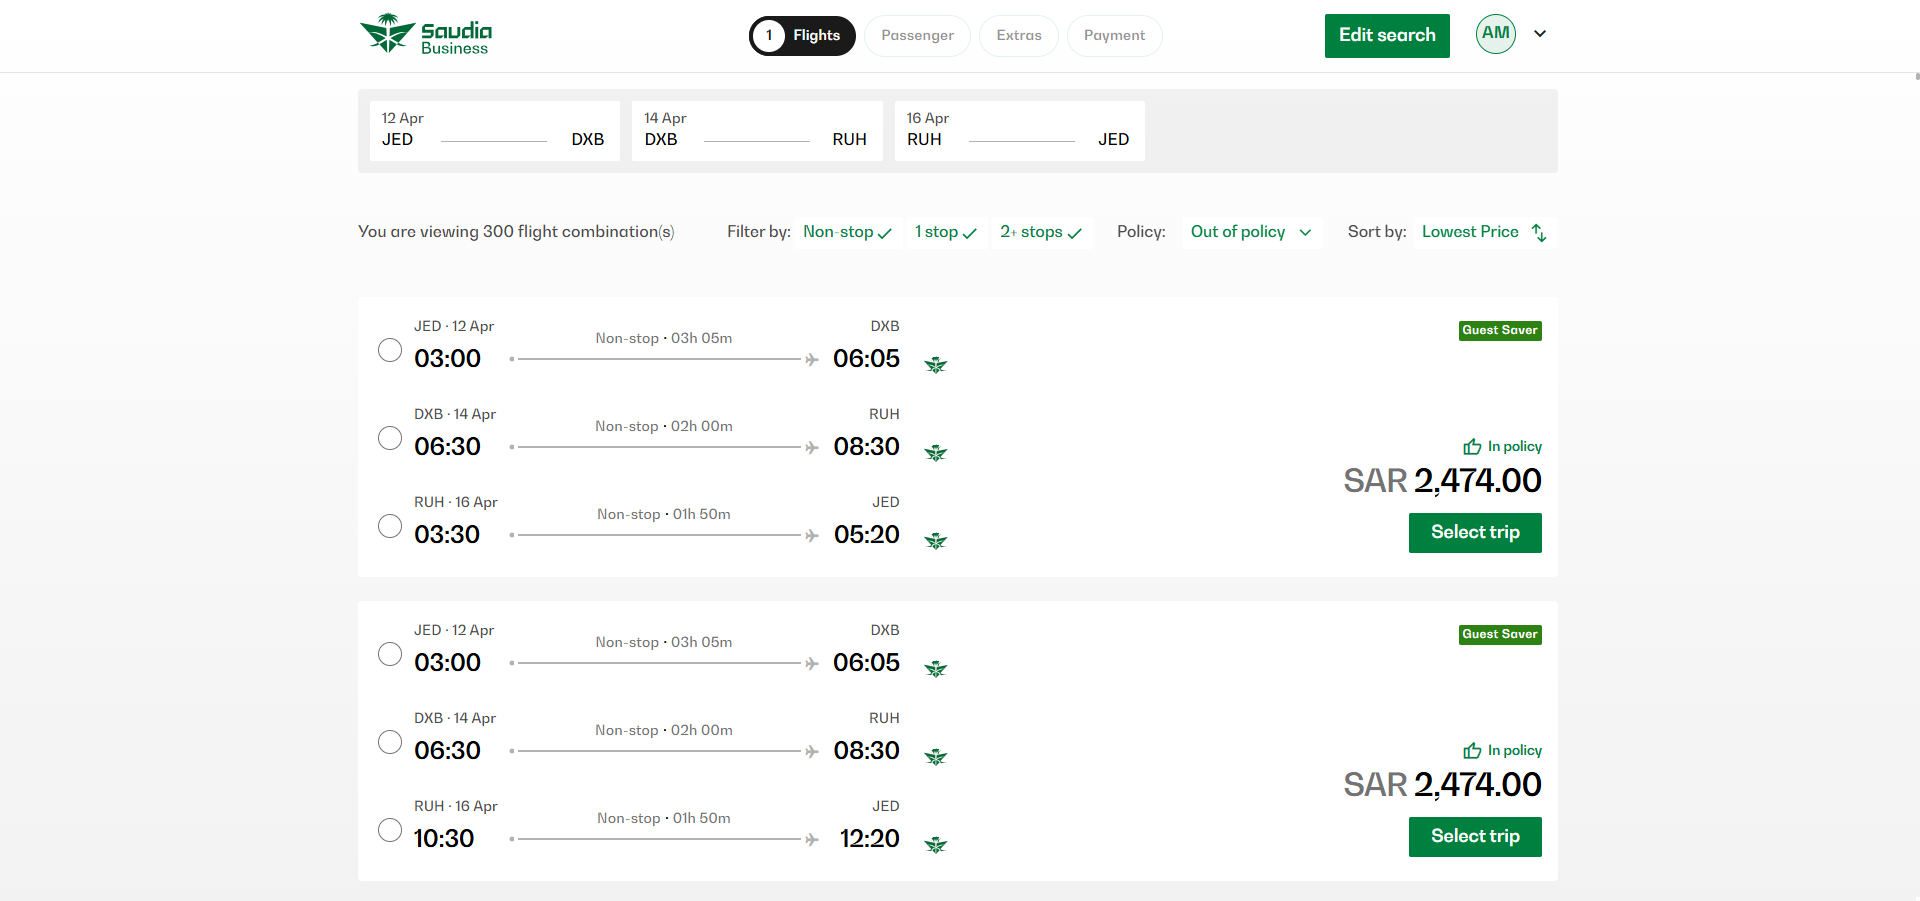 Saudia
Business
1 Flights
Passenger
Extras
Payment
Edit search
AM
12 Apr
JED DXB
14 Apr
DXB RUH
16 Apr
RUH JED
You are viewing 300 flight combination(s)
Filter by: Non-stop 1 stop 2+ stops
Policy: Out of policy
Sort by: Lowest Price
JED · 12 Apr
Non-stop · 03h 05m
DXB
03:00 06:05
DXB · 14 Apr
Non-stop · 02h 00m
RUH
06:30 08:30
RUH · 16 Apr
Non-stop · 01h 50m
JED
03:30 05:20
Guest Saver
In policy
SAR 2,474.00
Select trip
JED · 12 Apr
Non-stop · 03h 05m
DXB
03:00 06:05
DXB · 14 Apr
Non-stop · 02h 00m
RUH
06:30 08:30
RUH · 16 Apr
Non-stop · 01h 50m
JED
10:30 12:20
Guest Saver
In policy
SAR 2,474.00
Select trip